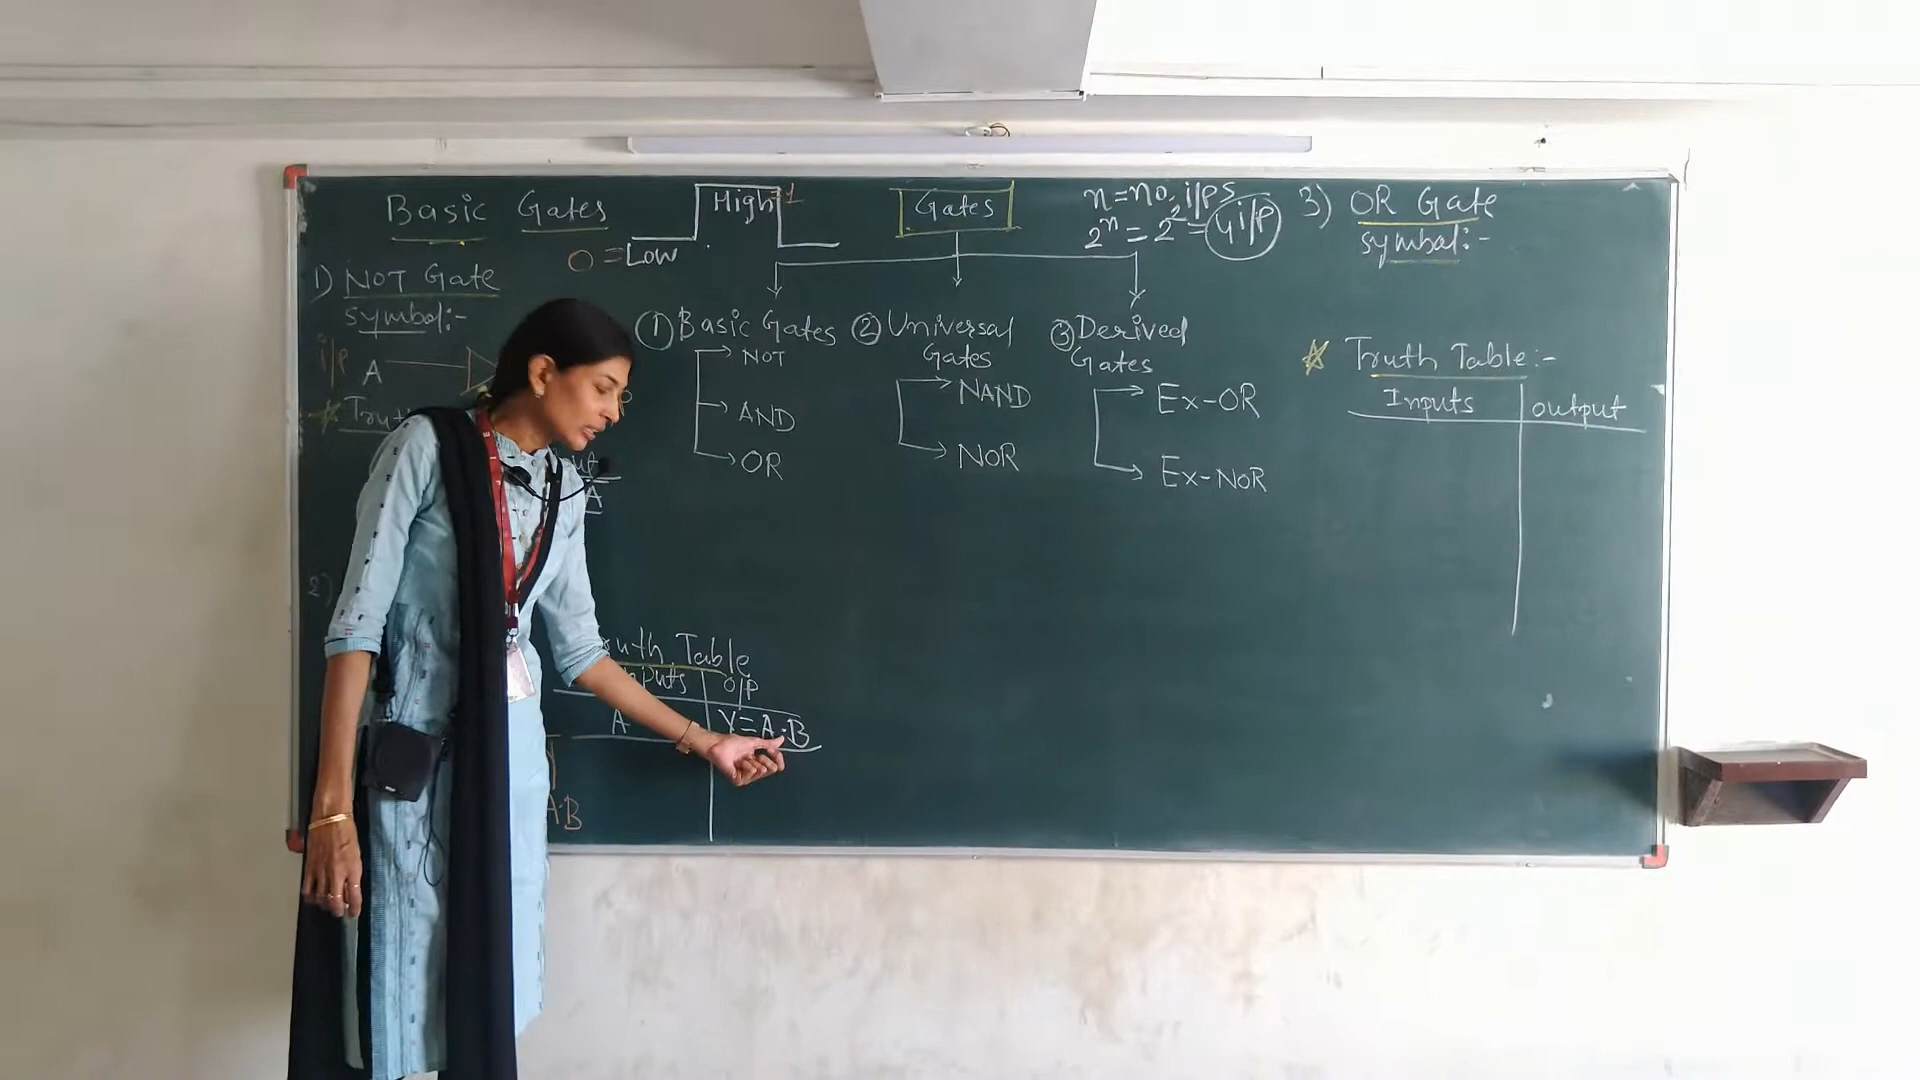 Basic Gates
High =1
0 = Low
Gates
n = no. i/ps
2^n = 2^2 = 4 i/p
1) NOT Gate
symbol:-
i/p A
Tru
A
2)
① Basic Gates
NOT
AND
OR
② Universal
Gates
NAND
NOR
③ Derived
Gates
Ex-OR
Ex-NOR
uth Table
nputs O/P
A Y=A.B
A.B
3) OR Gate
symbol:-
☆ Truth Table:-
Inputs output